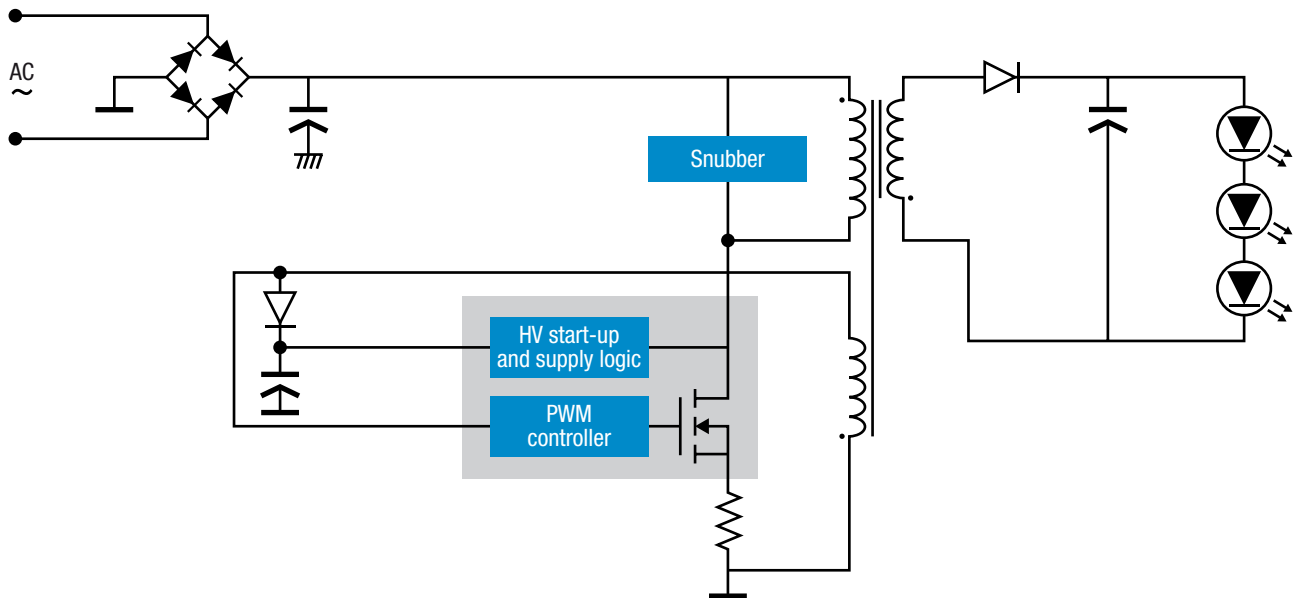 AC
~
Snubber
HV start-up
and supply logic
PWM
controller